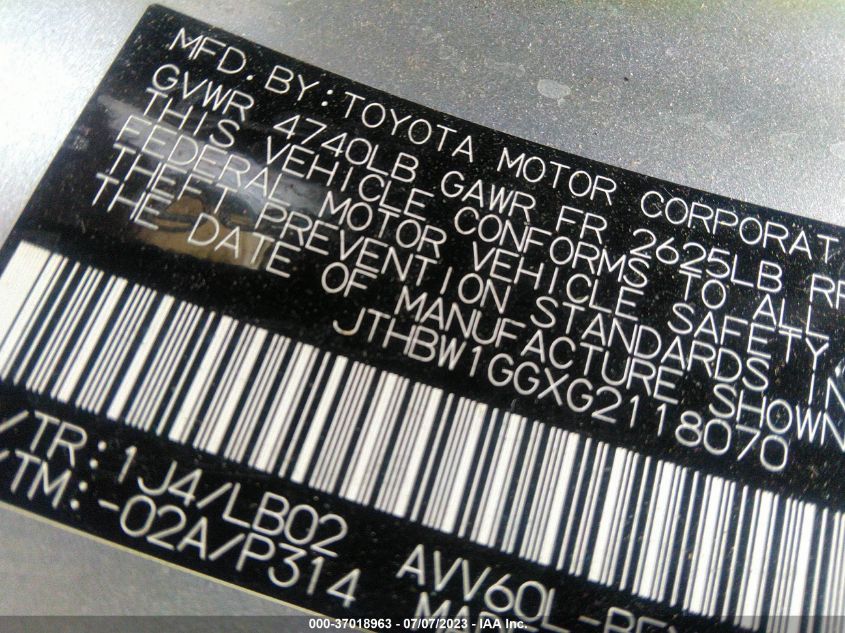 MFD. BY: TOYOTA MOTOR CORPORAT
GVWR 4740LB GAWR FR 2625LB RR
THIS VEHICLE CONFORMS TO ALL
FEDERAL MOTOR VEHICLE SAFETY,
THEFT PREVENTION STANDARDS IN
THE DATE OF MANUFACTURE SHOWN
JTHBW1GGXG2118070
/TR: 1J4/LB02 AVV60L-
/TM: -02A/P314
000-37018963 - 07/07/2023 - IAA Inc.